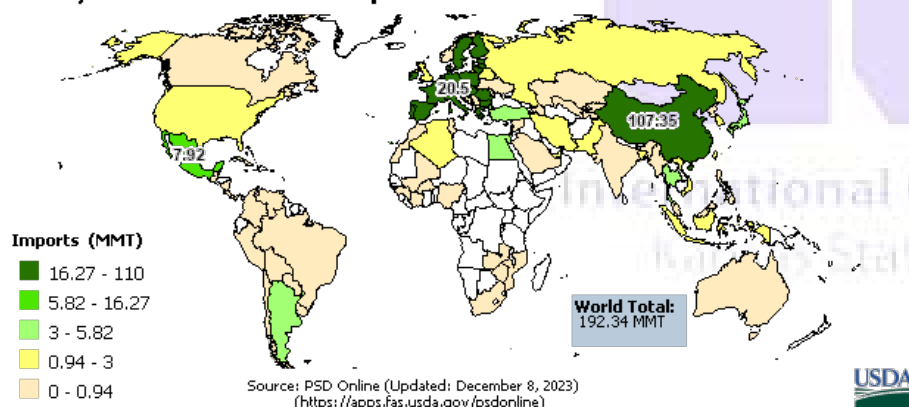 20.5
107.35
7.92
Imports (MMT)
16.27 - 110
5.82 - 16.27
3 - 5.82
0.94 - 3
0 - 0.94
World Total:
192.34 MMT
Source: PSD Online (Updated: December 8, 2023)
(https://apps.fas.usda.gov/psdonline)
International
USDA